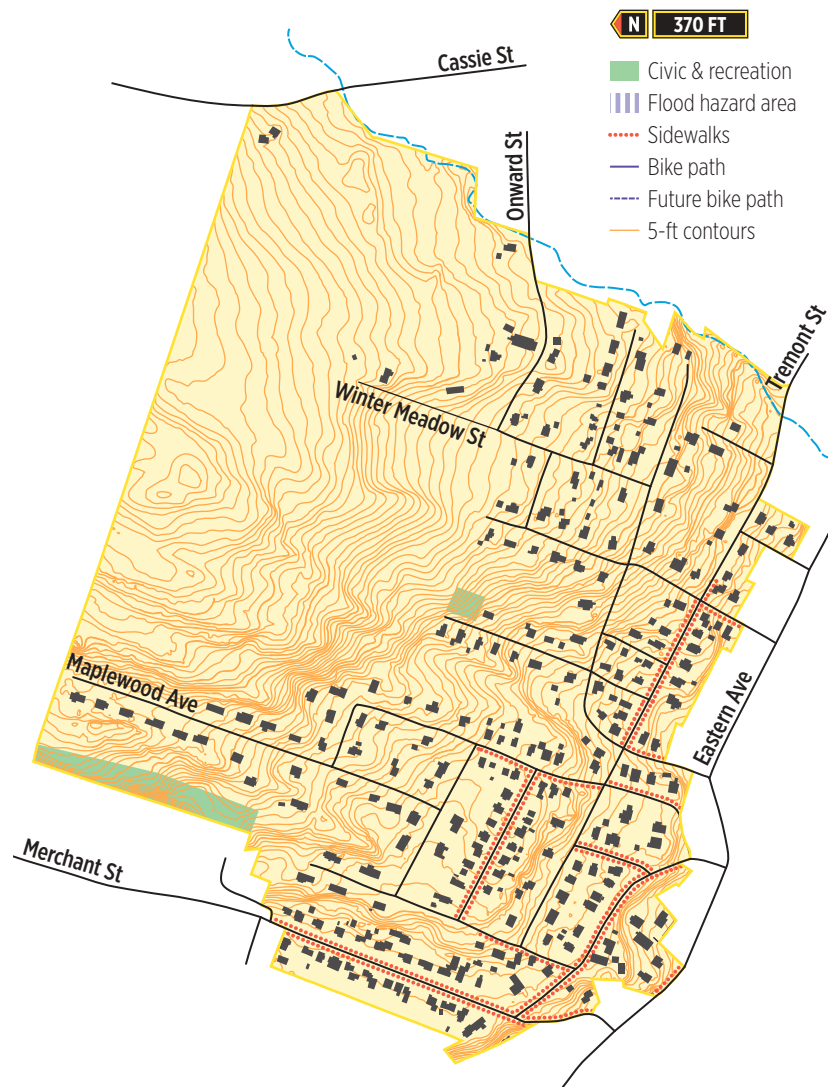 N 370 FT
Civic & recreation
Flood hazard area
Sidewalks
Bike path
Future bike path
5-ft contours
Cassie St
Onward St
Tremont St
Winter Meadow St
Maplewood Ave
Eastern Ave
Merchant St